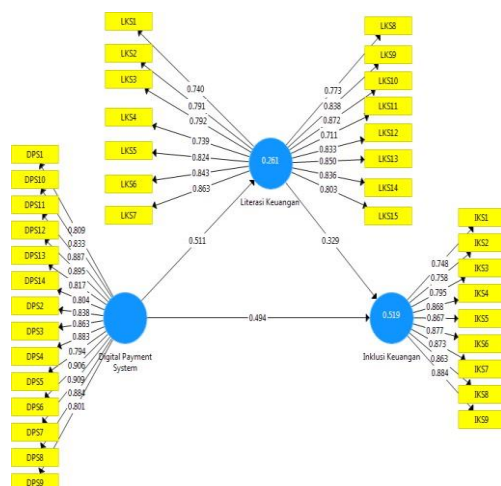 LKS1
LKS2
LKS3
LKS4
LKS5
LKS6
LKS7
0.740
0.791
0.792
0.739
0.824
0.843
0.863
LKS8
LKS9
LKS10
LKS11
LKS12
LKS13
LKS14
LKS15
0.773
0.838
0.872
0.711
0.833
0.850
0.836
0.803
0.261
Literasi Keuangan
0.511
0.329
0.494
DPS1
DPS10
DPS11
DPS12
DPS13
DPS14
DPS2
DPS3
DPS4
DPS5
DPS6
DPS7
DPS8
DPS9
0.809
0.833
0.887
0.895
0.817
0.804
0.838
0.863
0.883
0.794
0.906
0.909
0.884
0.801
Digital Payment
System
0.519
Inklusi Keuangan
0.748
0.758
0.795
0.868
0.867
0.877
0.873
0.863
0.884
IKS1
IKS2
IKS3
IKS4
IKS5
IKS6
IKS7
IKS8
IKS9